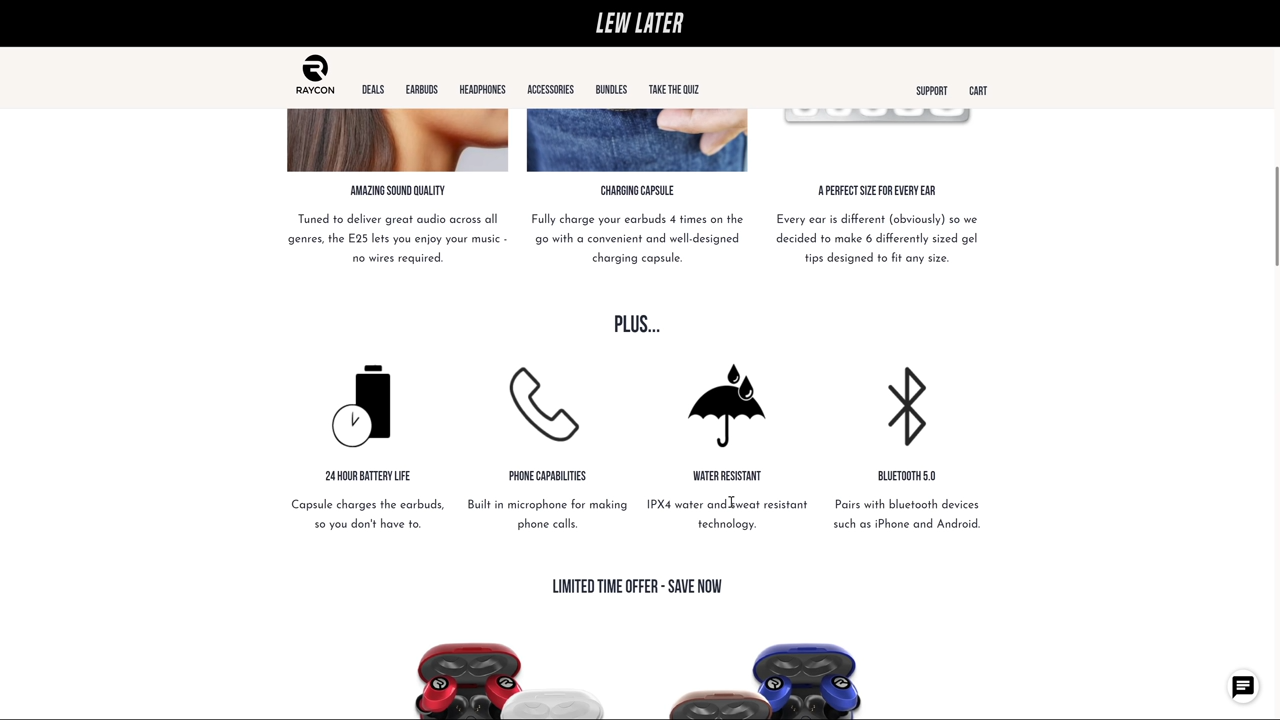 LEW LATER
RAYCON
DEALS EARBUDS HEADPHONES ACCESSORIES BUNDLES TAKE THE QUIZ SUPPORT CART
AMAZING SOUND QUALITY
Tuned to deliver great audio across all
genres, the E25 lets you enjoy your music -
no wires required.
CHARGING CAPSULE
Fully charge your earbuds 4 times on the
go with a convenient and well-designed
charging capsule.
A PERFECT SIZE FOR EVERY EAR
Every ear is different (obviously) so we
decided to make 6 differently sized gel
tips designed to fit any size.
PLUS...
24 HOUR BATTERY LIFE
Capsule charges the earbuds,
so you don't have to.
PHONE CAPABILITIES
Built in microphone for making
phone calls.
WATER RESISTANT
IPX4 water and sweat resistant
technology.
BLUETOOTH 5.0
Pairs with bluetooth devices
such as iPhone and Android.
LIMITED TIME OFFER - SAVE NOW